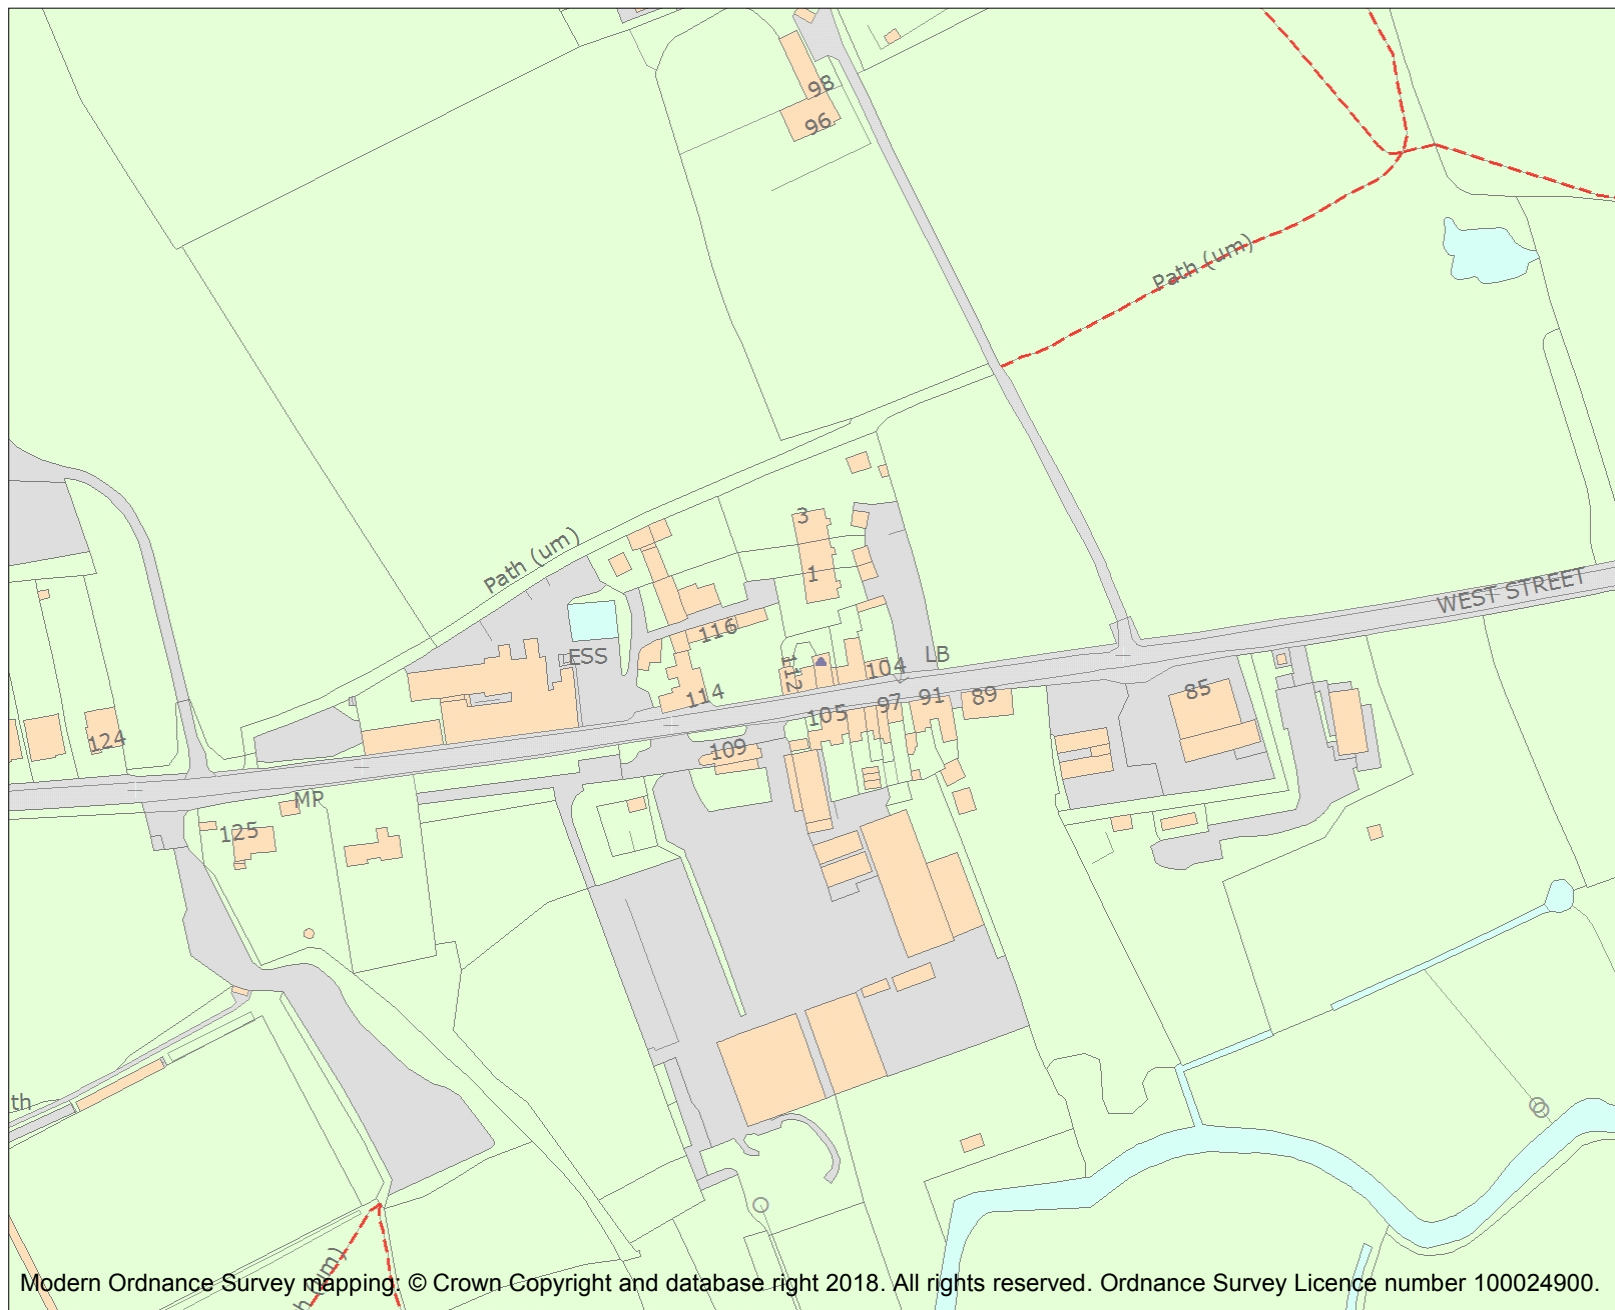 98
96
Path (um)
Path (um)
3
1
WEST STREET
116
ESS
112
104
LB
114
97
91
89
85
105
109
124
MP
125
th
h (um)
Modern Ordnance Survey mapping: © Crown Copyright and database right 2018. All rights reserved. Ordnance Survey Licence number 100024900.